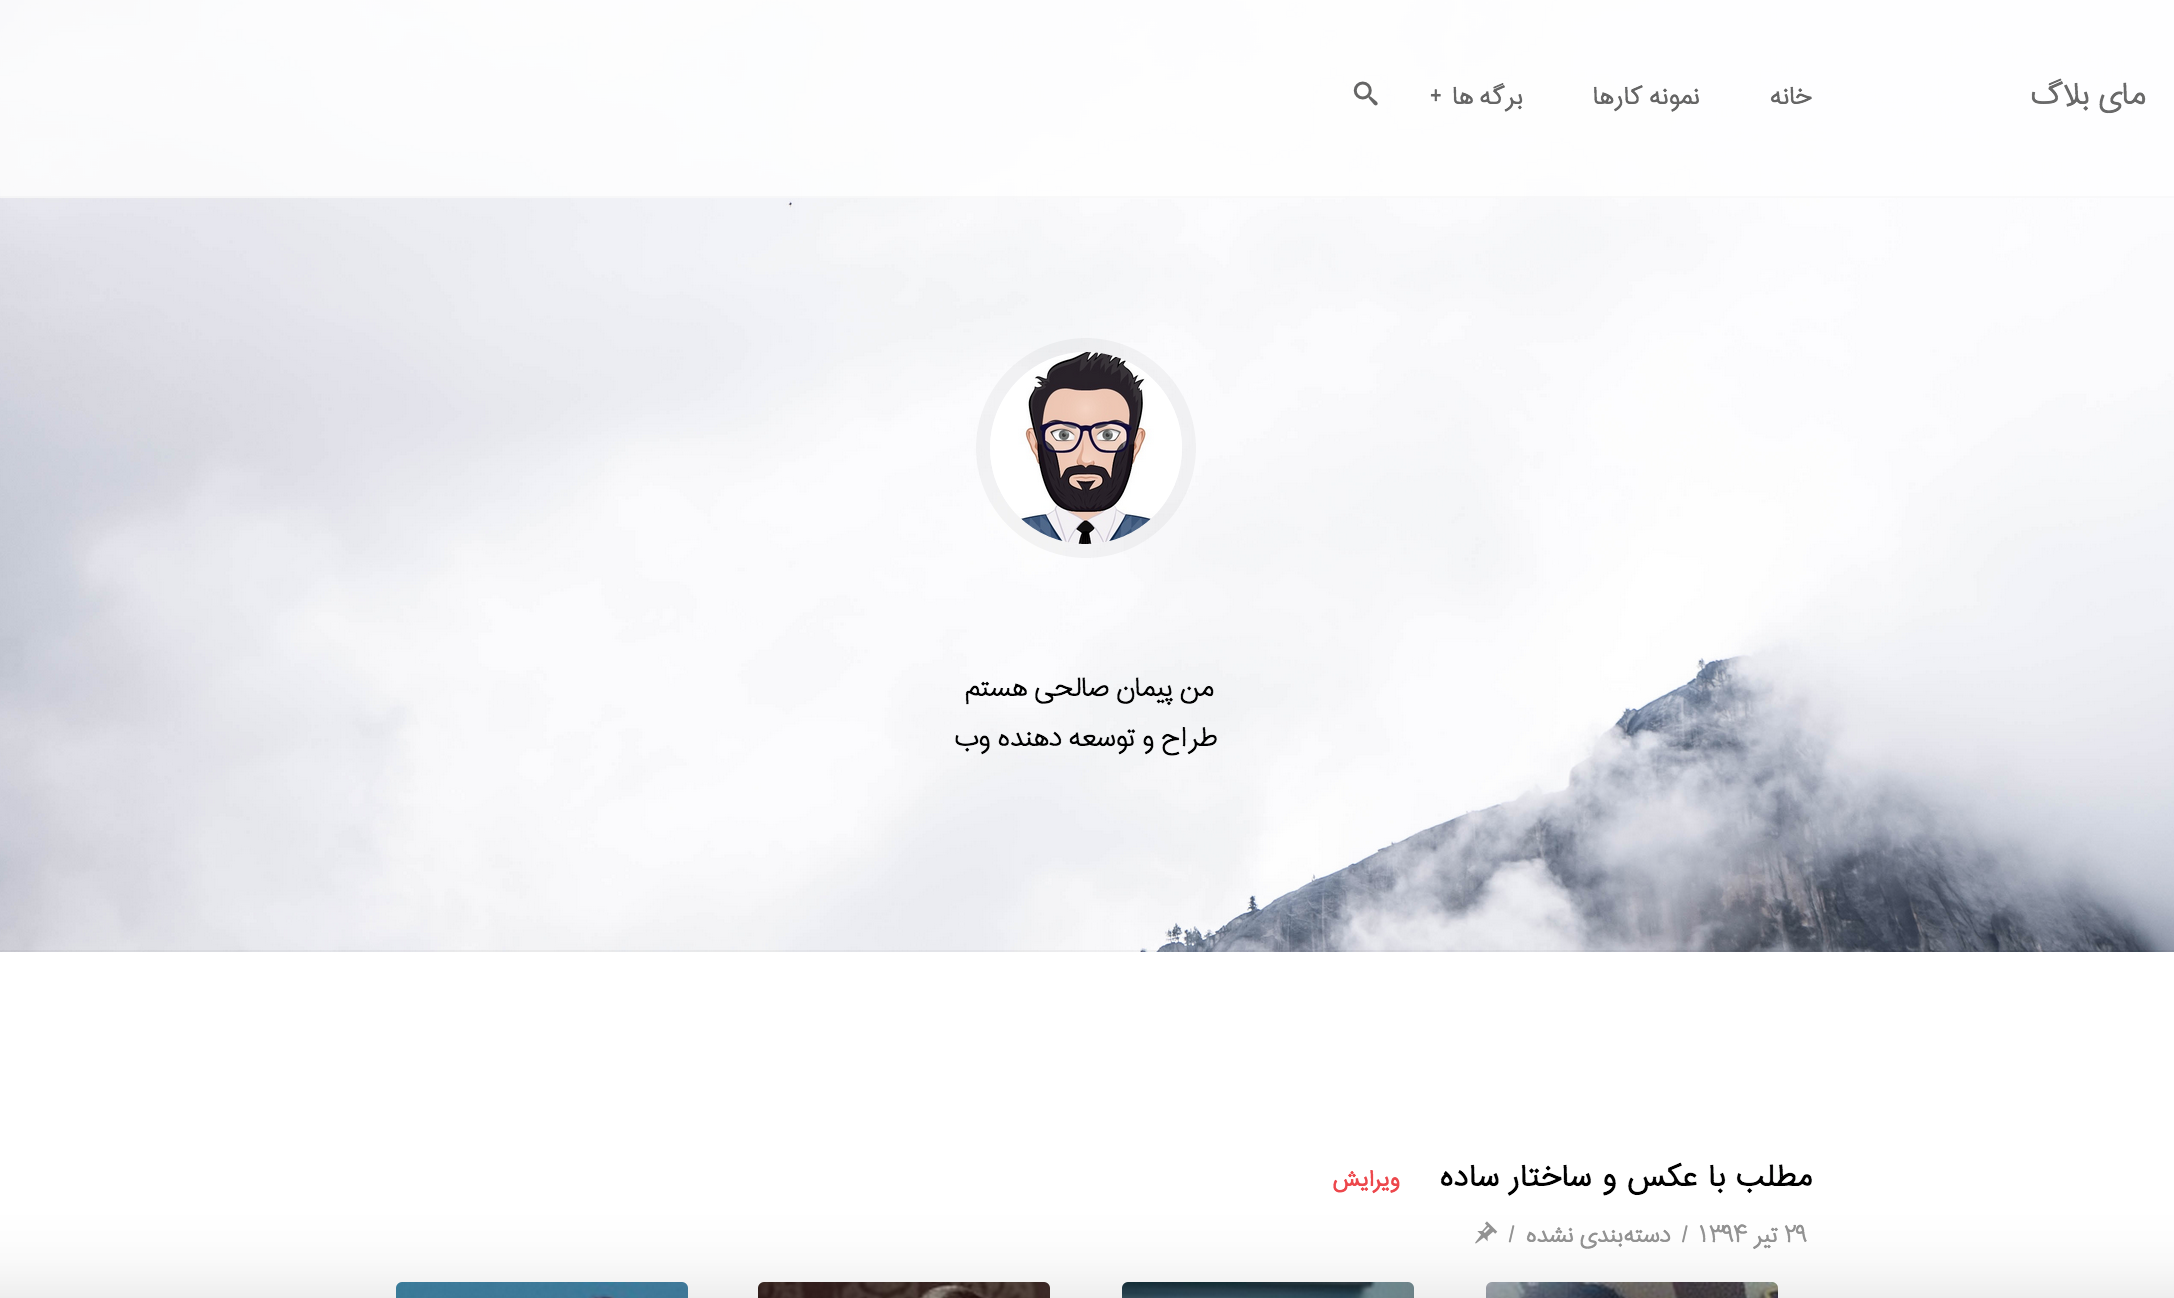 مای بلاگ
خانه نمونه کارها برگه ها +
من پیمان صالحی هستم
طراح و توسعه دهنده وب
مطلب با عکس و ساختار ساده ویرایش
۲۹ تیر ۱۳۹۴ / دسته‌بندی نشده /